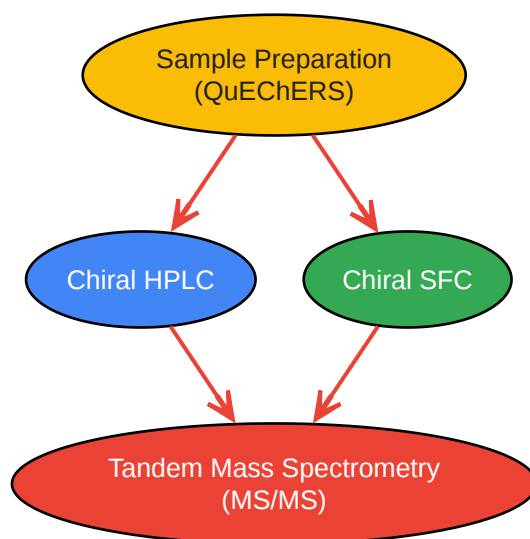 Sample Preparation
(QuEChERS)
Chiral HPLC
Chiral SFC
Tandem Mass Spectrometry
(MS/MS)